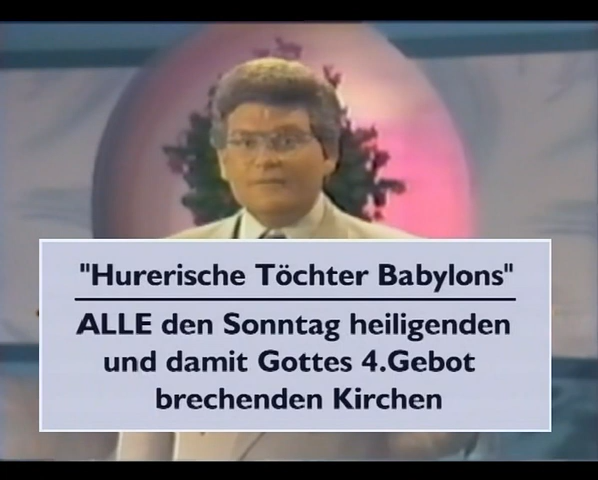 "Hurerische Töchter Babylons"
ALLE den Sonntag heiligenden
und damit Gottes 4.Gebot
brechenden Kirchen